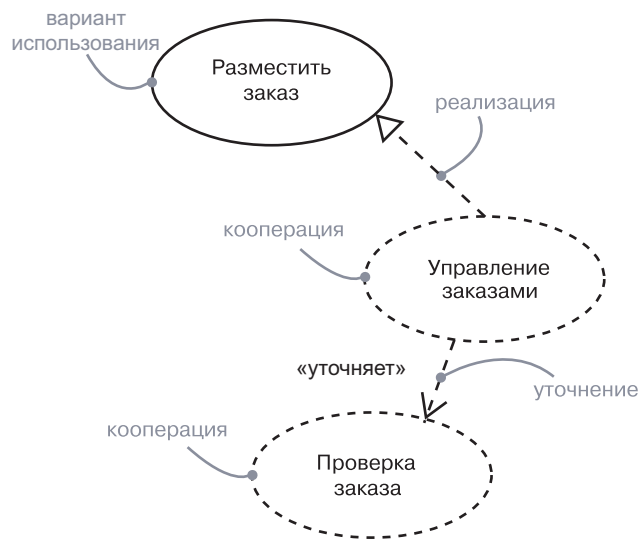 вариант
использования
Разместить
заказ
реализация
кооперация
Управление
заказами
«уточняет»
уточнение
кооперация
Проверка
заказа